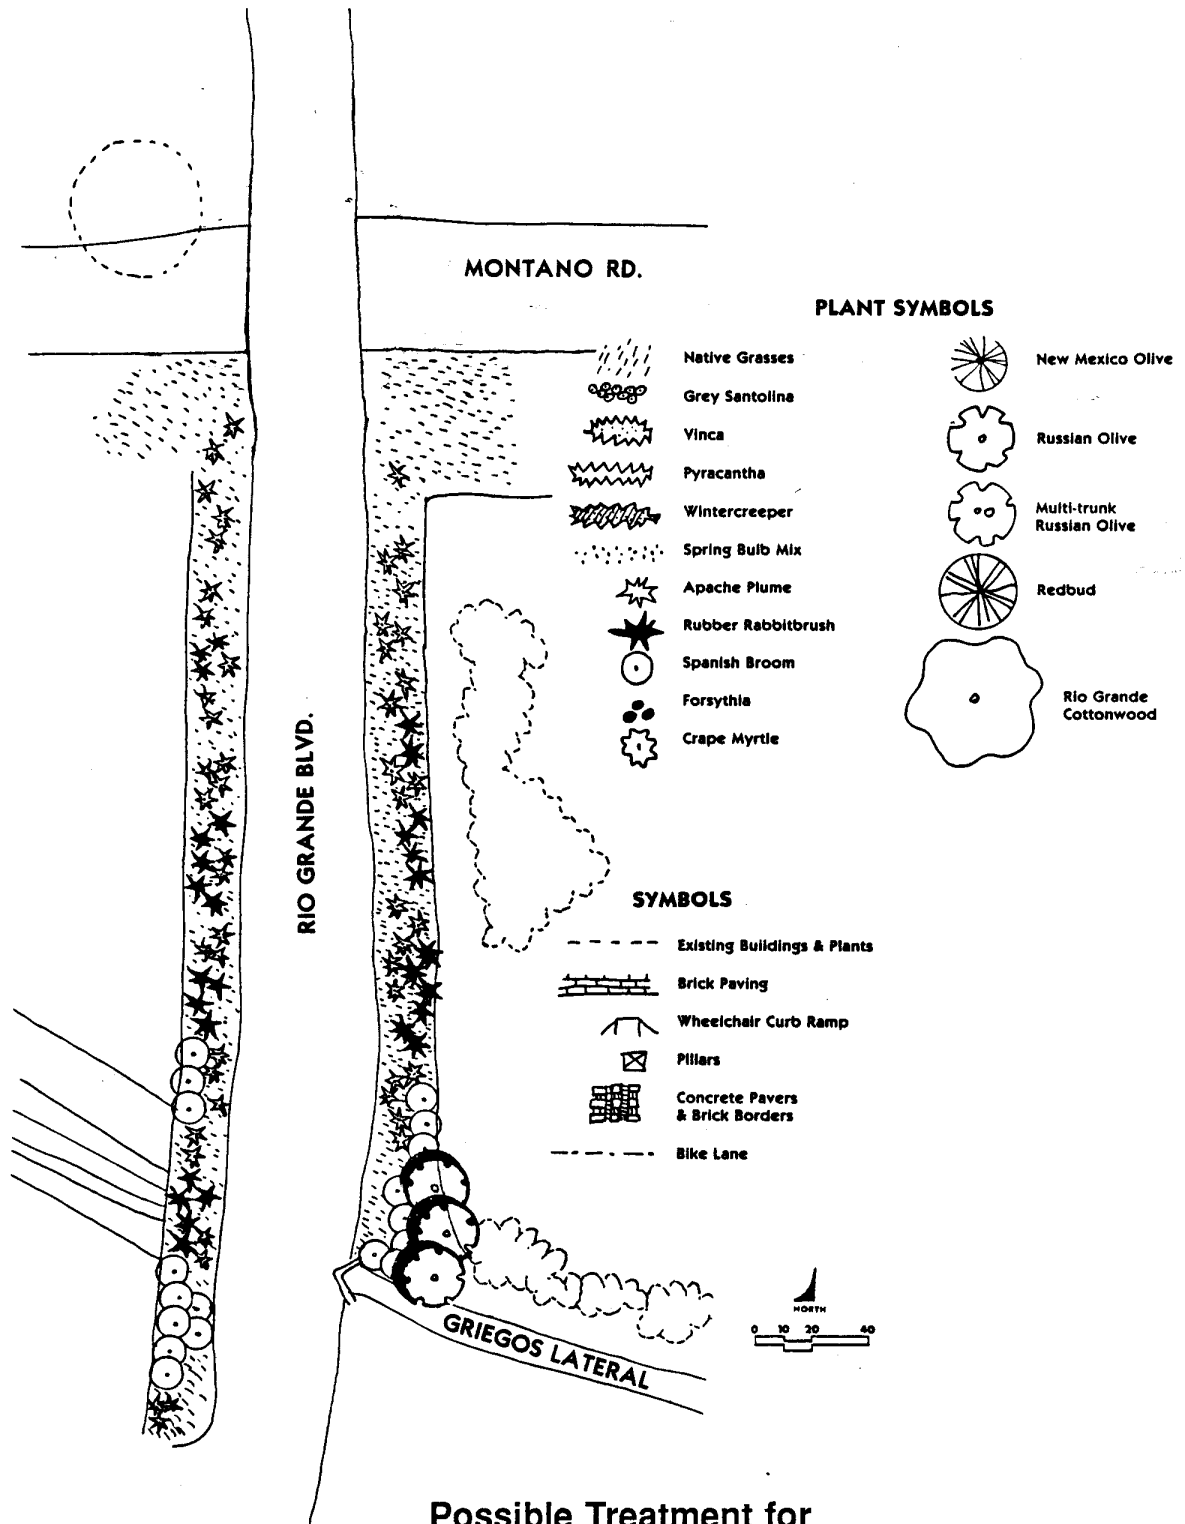 MONTANO RD.
PLANT SYMBOLS
Native Grasses
Grey Santolina
Vinca
Pyracantha
Wintercreeper
Spring Bulb Mix
Apache Plume
Rubber Rabbitbrush
Spanish Broom
Forsythia
Crape Myrtle
New Mexico Olive
Russian Olive
Multi-trunk
Russian Olive
Redbud
Rio Grande
Cottonwood
RIO GRANDE BLVD.
SYMBOLS
Existing Buildings & Plants
Brick Paving
Wheelchair Curb Ramp
Pillars
Concrete Pavers
& Brick Borders
Bike Lane
NORTH
0 10 20 40
GRIEGOS LATERAL
Possible Treatment for